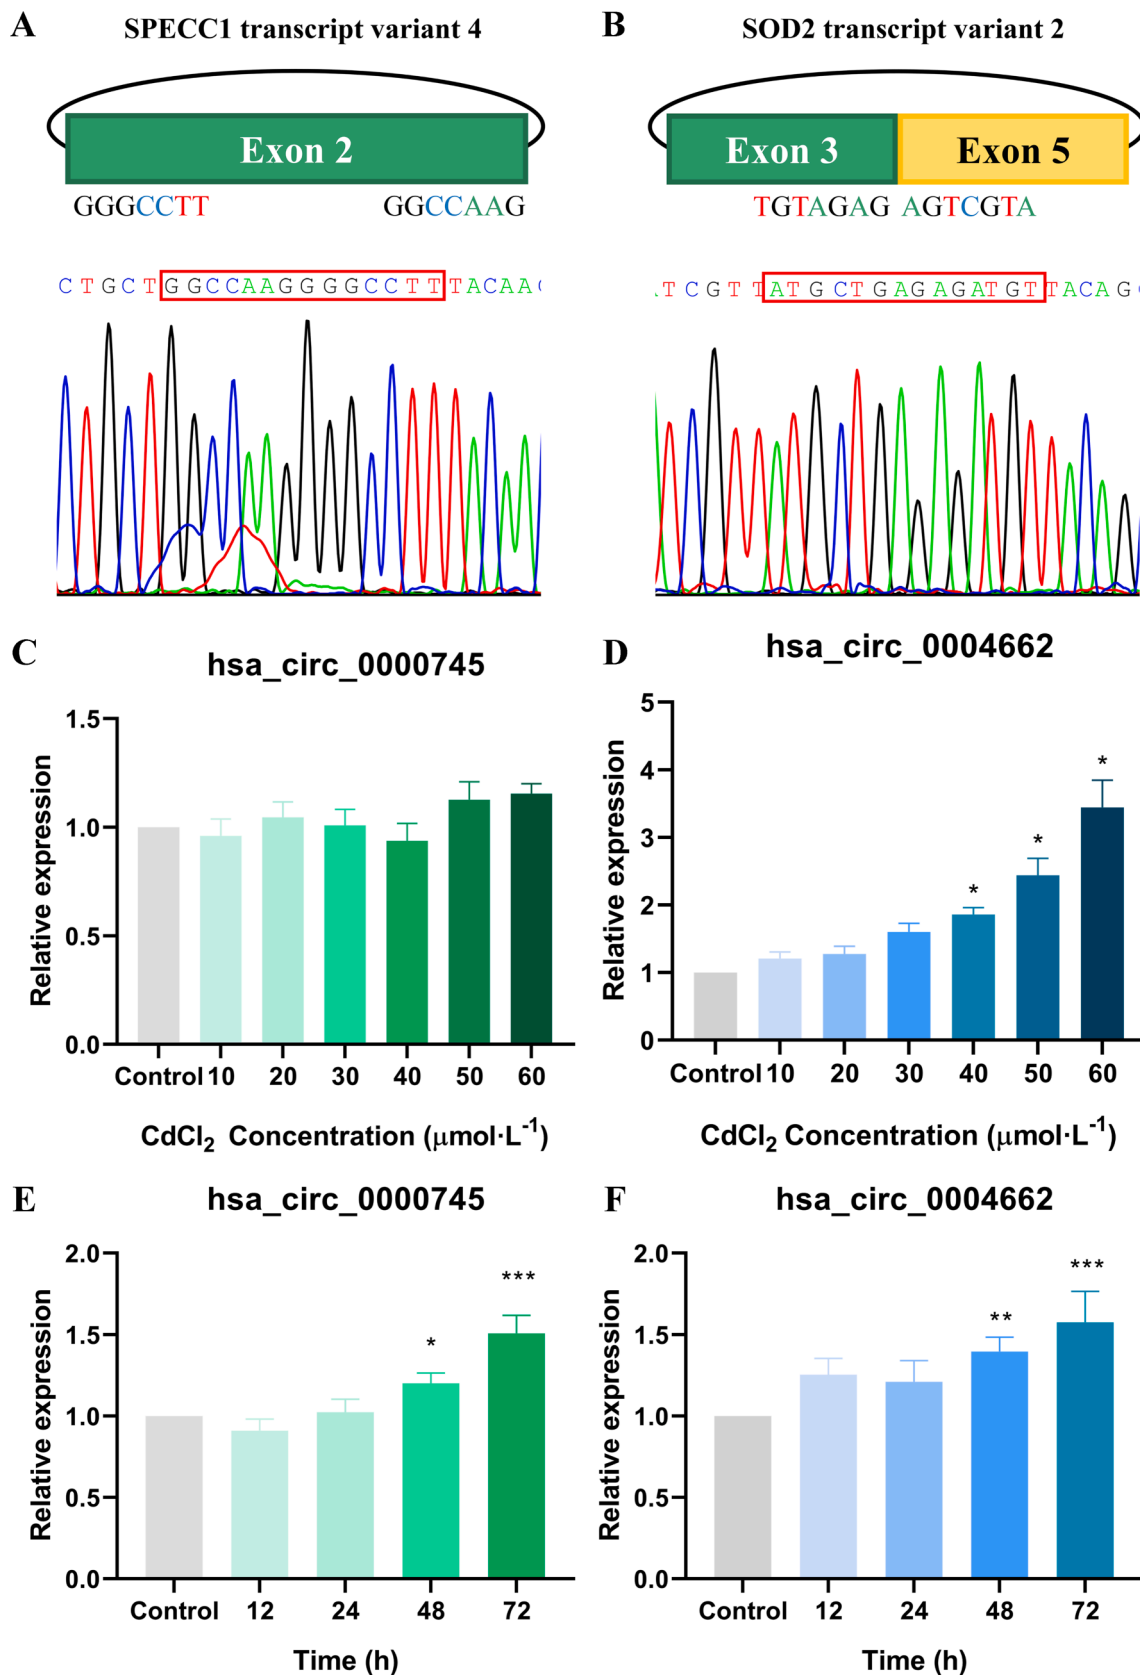 A SPECC1 transcript variant 4
Exon 2
GGGCCTT GGCCAAG
CTGCTGGCCAAGGGGCCTTTACAAG
B SOD2 transcript variant 2
Exon 3 Exon 5
TGTAGAG AGTCGTA
TCGTTATGCTGAGAGATGTTACAG
C hsa_circ_0000745
Relative expression
1.5
1.0
0.5
0.0
Control 10 20 30 40 50 60
CdCl₂ Concentration (μmol·L⁻¹)
D hsa_circ_0004662
Relative expression
5
4
3
2
1
0
* * *
Control 10 20 30 40 50 60
CdCl₂ Concentration (μmol·L⁻¹)
E hsa_circ_0000745
Relative expression
2.0
1.5
1.0
0.5
0.0
* ***
Control 12 24 48 72
Time (h)
F hsa_circ_0004662
Relative expression
2.0
1.5
1.0
0.5
0.0
** ***
Control 12 24 48 72
Time (h)